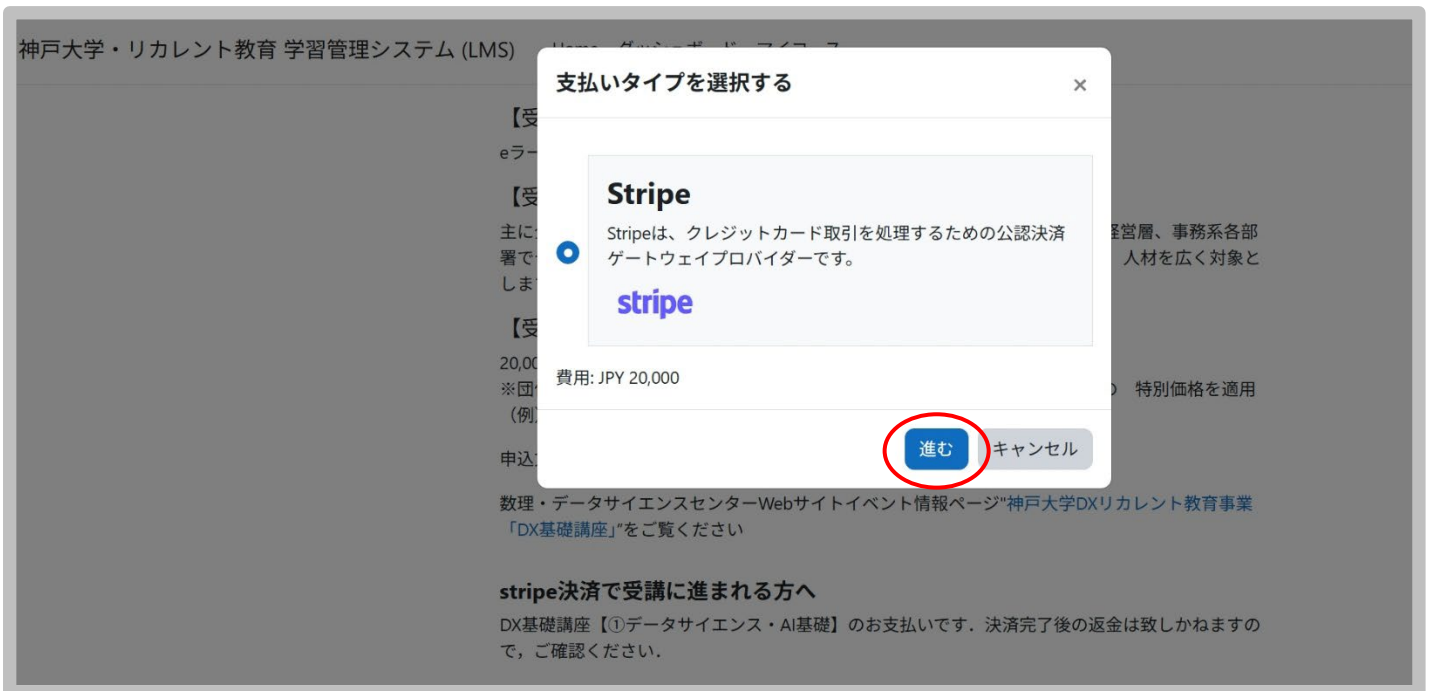 神戸大学・リカレント教育 学習管理システム (LMS)
支払いタイプを選択する
×
【受
eラー
Stripe
Stripeは、クレジットカード取引を処理するための公認決済
ゲートウェイプロバイダーです。
stripe
【受
主に
経営層、事務系各部
署で
人材を広く対象と
しま
【受
20,00
費用: JPY 20,000
※団
特別価格を適用
（例
進む
キャンセル
申込
数理・データサイエンスセンターWebサイトイベント情報ページ"神戸大学DXリカレント教育事業
「DX基礎講座」"をご覧ください
stripe決済で受講に進まれる方へ
DX基礎講座【①データサイエンス・AI基礎】のお支払いです．決済完了後の返金は致しかねますの
で，ご確認ください．